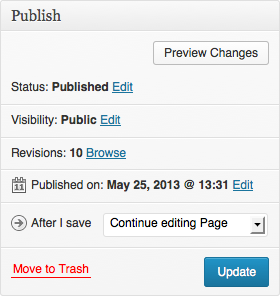 Publish
Preview Changes
Status: Published Edit
Visibility: Public Edit
Revisions: 10 Browse
11 Published on: May 25, 2013 @ 13:31 Edit
After I save Continue editing Page
Move to Trash Update